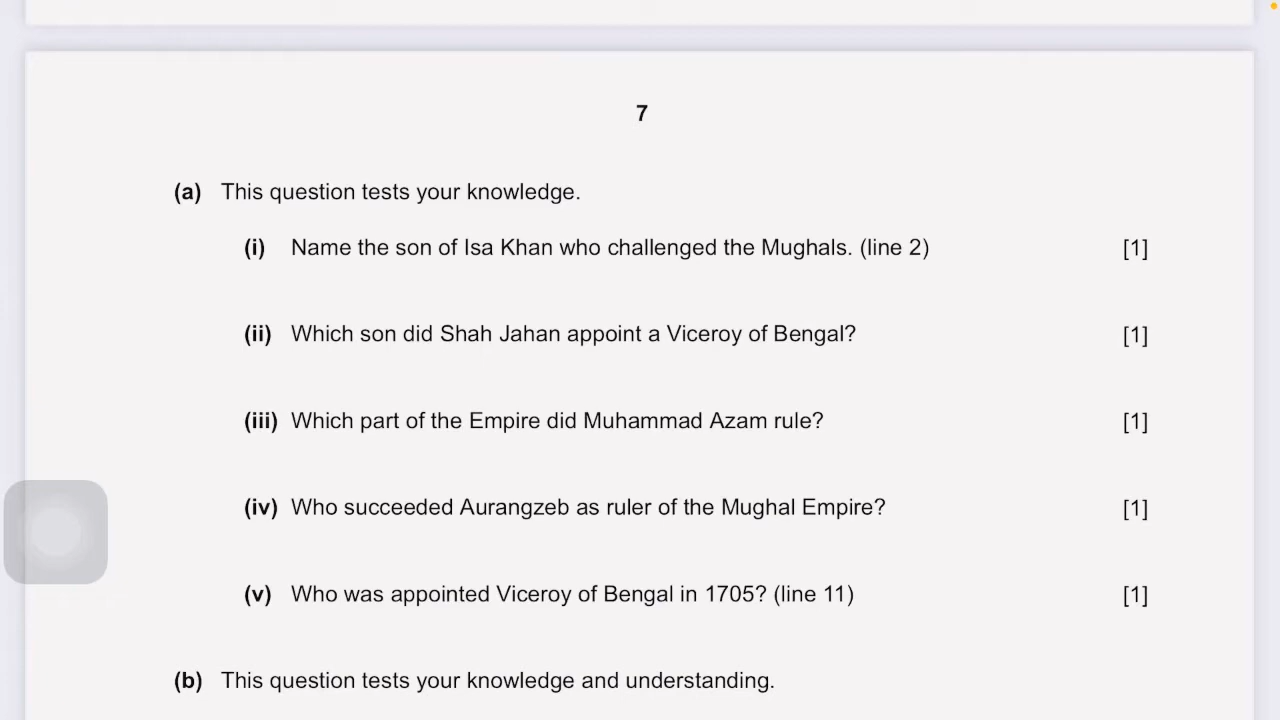 7
(a) This question tests your knowledge.
(i) Name the son of Isa Khan who challenged the Mughals. (line 2) [1]
(ii) Which son did Shah Jahan appoint a Viceroy of Bengal? [1]
(iii) Which part of the Empire did Muhammad Azam rule? [1]
(iv) Who succeeded Aurangzeb as ruler of the Mughal Empire? [1]
(v) Who was appointed Viceroy of Bengal in 1705? (line 11) [1]
(b) This question tests your knowledge and understanding.